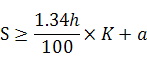 S ≥ 1.34h/100 × K + a